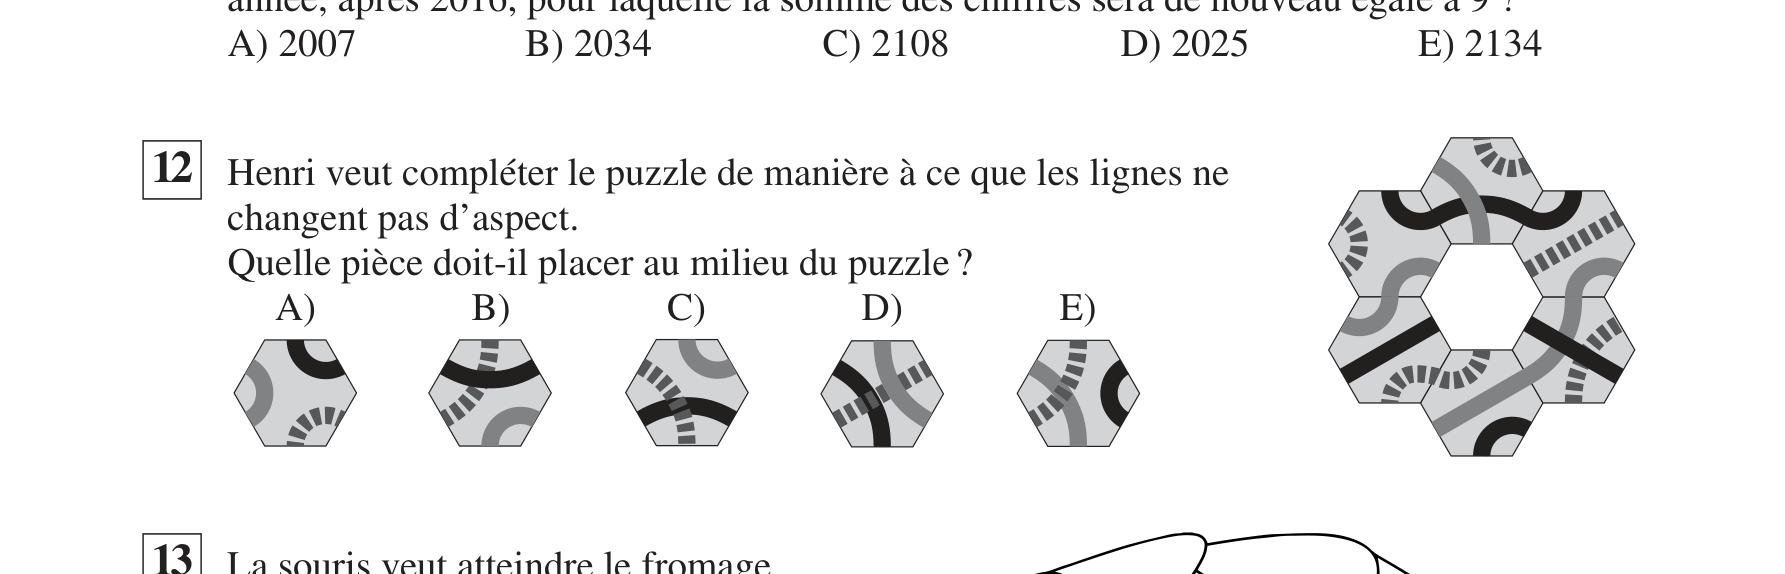 année, après 2016, pour laquelle la somme des chiffres sera de nouveau égale à 9 ?
A) 2007 B) 2034 C) 2108 D) 2025 E) 2134
12 Henri veut compléter le puzzle de manière à ce que les lignes ne
changent pas d’aspect.
Quelle pièce doit-il placer au milieu du puzzle ?
A) B) C) D) E)
13 La souris veut atteindre le fromage